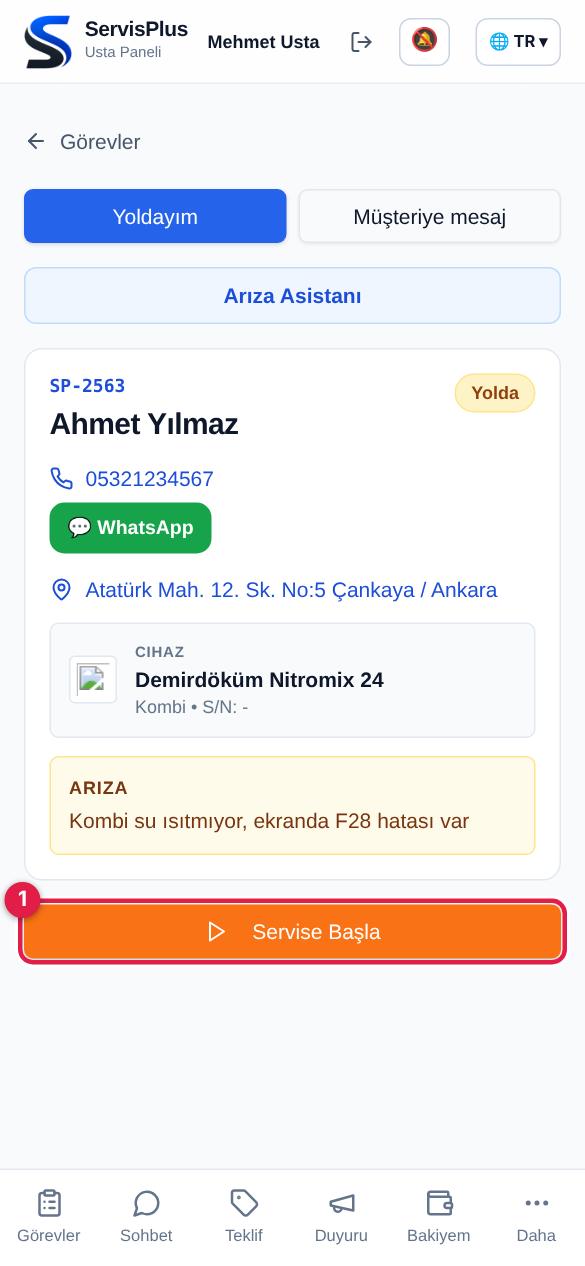 ServisPlus
Usta Paneli
Mehmet Usta
TR ▾
Görevler
Yoldayım
Müşteriye mesaj
Arıza Asistanı
SP-2563
Yolda
Ahmet Yılmaz
05321234567
WhatsApp
Atatürk Mah. 12. Sk. No:5 Çankaya / Ankara
CIHAZ
Demirdöküm Nitromix 24
Kombi • S/N: -
ARIZA
Kombi su ısıtmıyor, ekranda F28 hatası var
1
Servise Başla
Görevler
Sohbet
Teklif
Duyuru
Bakiyem
Daha